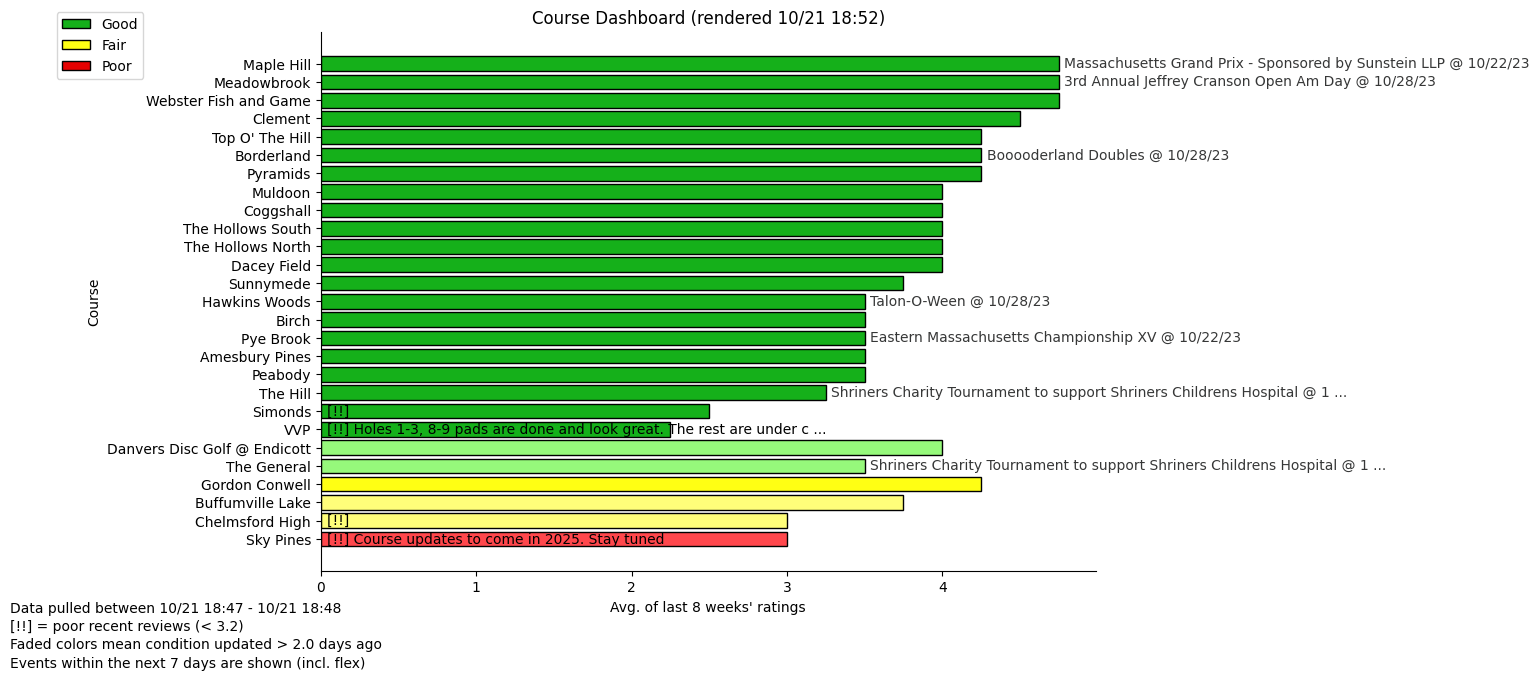 Course Dashboard (rendered 10/21 18:52)
Good
Fair
Poor
Course
Maple Hill Massachusetts Grand Prix - Sponsored by Sunstein LLP @ 10/22/23
Meadowbrook 3rd Annual Jeffrey Cranson Open Am Day @ 10/28/23
Webster Fish and Game
Clement
Top O' The Hill
Borderland Booooderland Doubles @ 10/28/23
Pyramids
Muldoon
Coggshall
The Hollows South
The Hollows North
Dacey Field
Sunnymede
Hawkins Woods Talon-O-Ween @ 10/28/23
Birch
Pye Brook Eastern Massachusetts Championship XV @ 10/22/23
Amesbury Pines
Peabody
The Hill Shriners Charity Tournament to support Shriners Childrens Hospital @ 1 ...
Simonds [!!]
VVP [!!] Holes 1-3, 8-9 pads are done and look great. The rest are under c ...
Danvers Disc Golf @ Endicott
The General Shriners Charity Tournament to support Shriners Childrens Hospital @ 1 ...
Gordon Conwell
Buffumville Lake
Chelmsford High [!!]
Sky Pines [!!] Course updates to come in 2025. Stay tuned
0 1 2 3 4
Avg. of last 8 weeks' ratings
Data pulled between 10/21 18:47 - 10/21 18:48
[!!] = poor recent reviews (< 3.2)
Faded colors mean condition updated > 2.0 days ago
Events within the next 7 days are shown (incl. flex)